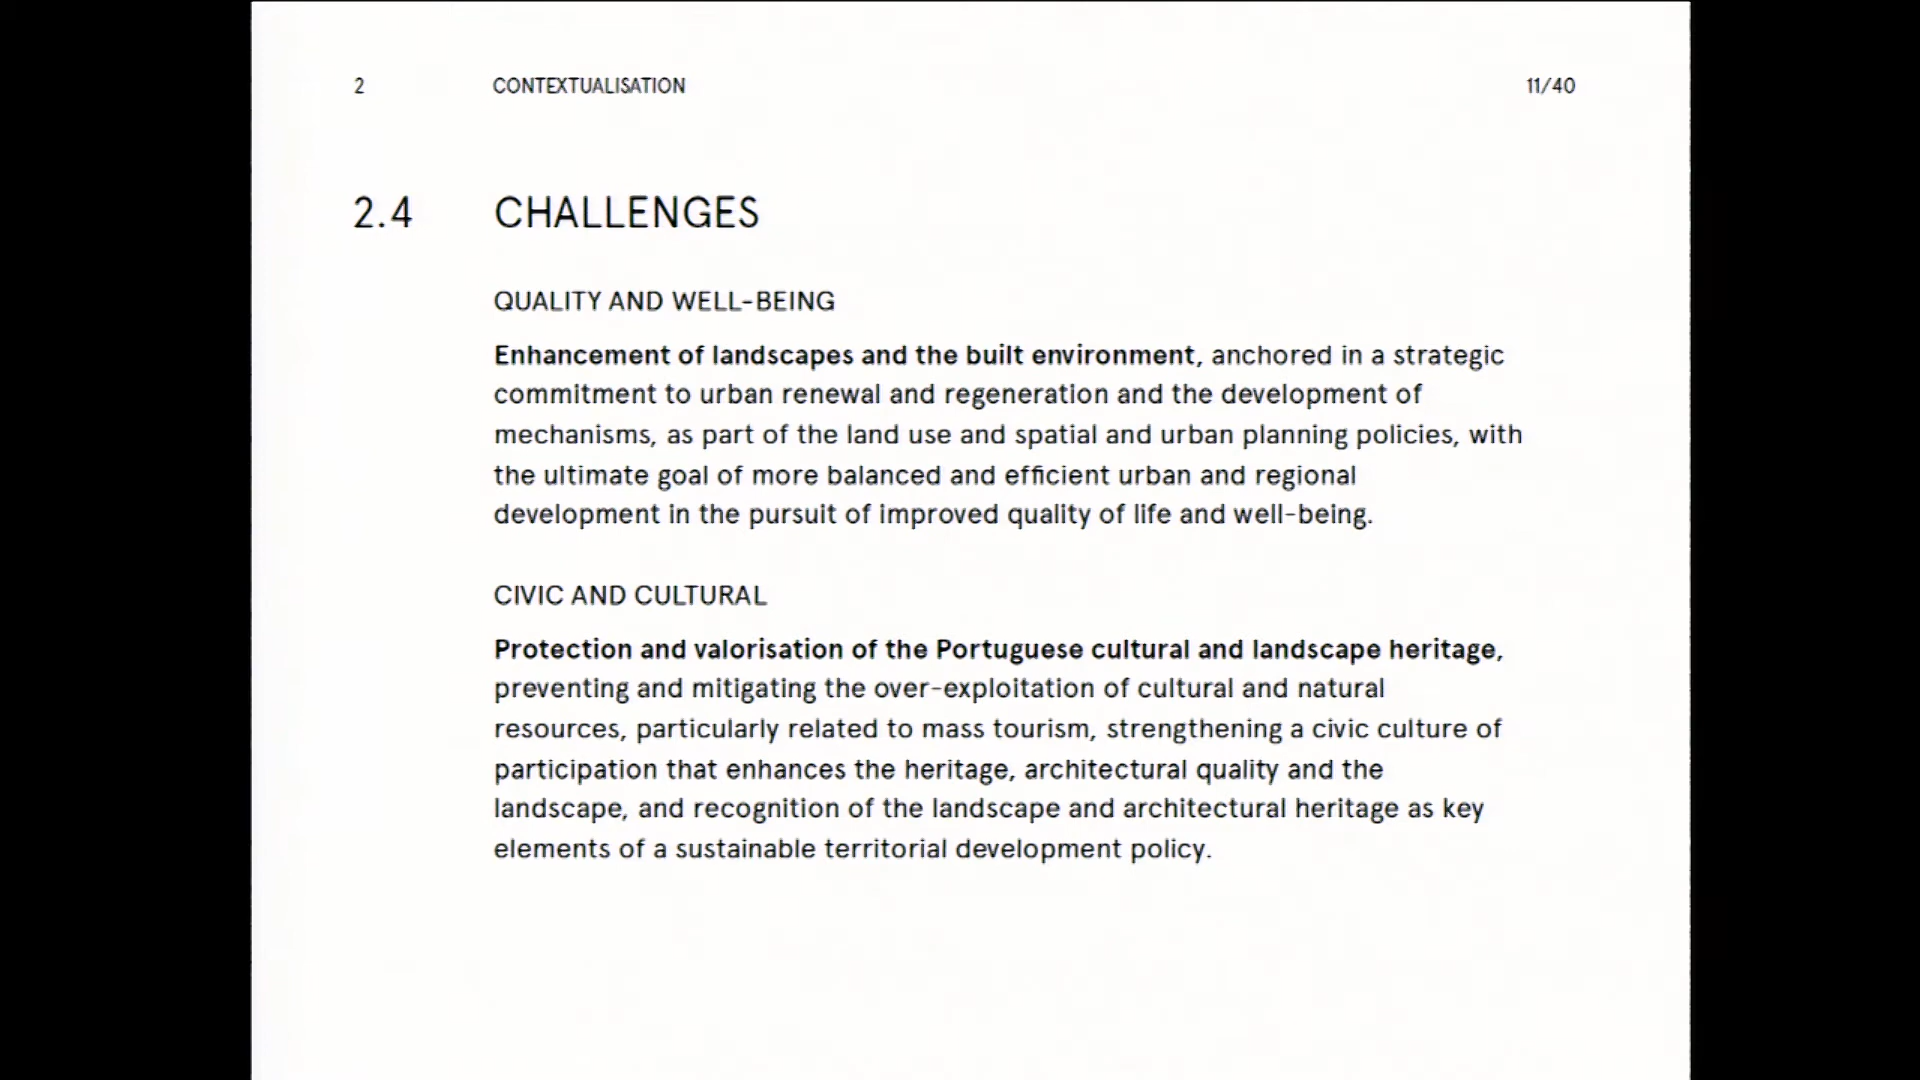 2 CONTEXTUALISATION 11/40
2.4 CHALLENGES
QUALITY AND WELL-BEING
Enhancement of landscapes and the built environment, anchored in a strategic
commitment to urban renewal and regeneration and the development of
mechanisms, as part of the land use and spatial and urban planning policies, with
the ultimate goal of more balanced and efficient urban and regional
development in the pursuit of improved quality of life and well-being.
CIVIC AND CULTURAL
Protection and valorisation of the Portuguese cultural and landscape heritage,
preventing and mitigating the over-exploitation of cultural and natural
resources, particularly related to mass tourism, strengthening a civic culture of
participation that enhances the heritage, architectural quality and the
landscape, and recognition of the landscape and architectural heritage as key
elements of a sustainable territorial development policy.